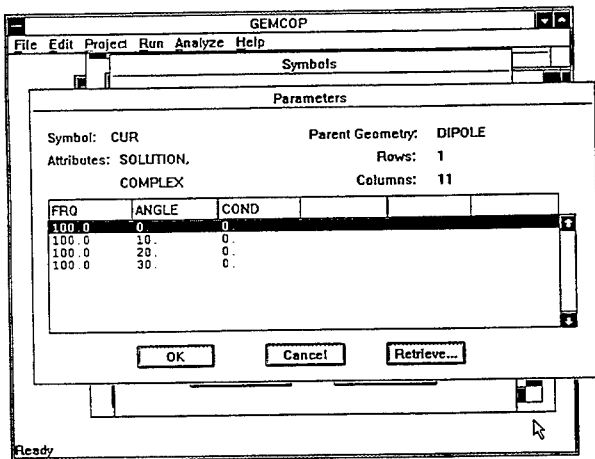 GEMCOP
File Edit Project Run Analyze Help
Symbols
Parameters
Symbol: CUR Parent Geometry: DIPOLE
Attributes: SOLUTION, Rows: 1
COMPLEX Columns: 11
FRQ ANGLE COND
100.0 0. 0.
100.0 10. 0.
100.0 20. 0.
100.0 30. 0.
OK Cancel Retrieve...
Ready